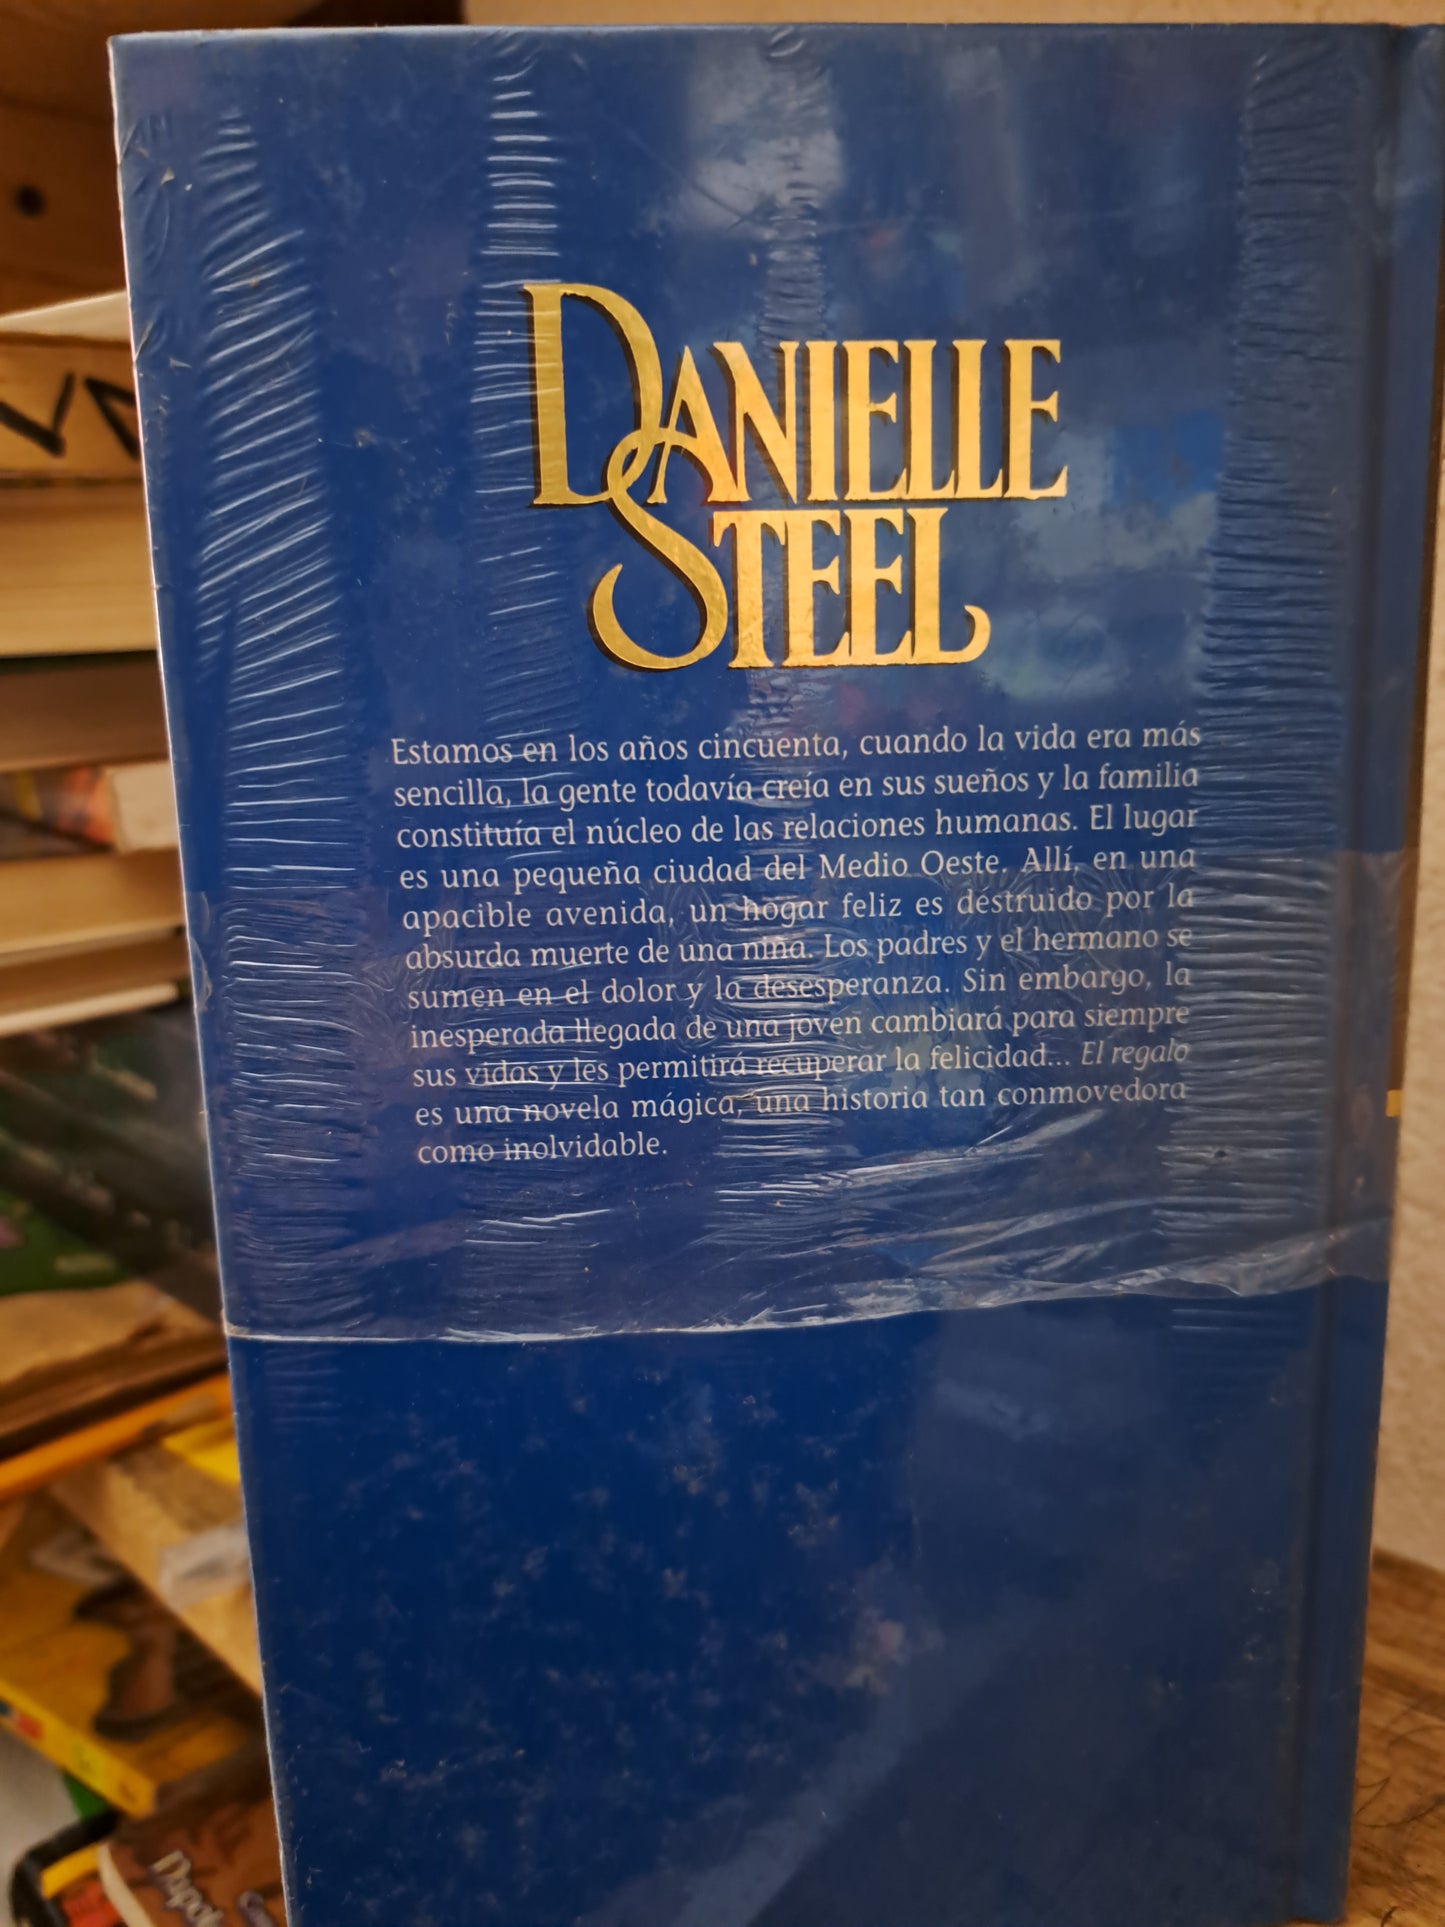 DANIELLE
STEEL
Estamos en los años cincuenta, cuando la vida era más
sencilla, la gente todavía creía en sus sueños y la familia
constituía el núcleo de las relaciones humanas. El lugar
es una pequeña ciudad del Medio Oeste. Allí, en una
apacible avenida, un hogar feliz es destruido por la
absurda muerte de una niña. Los padres y el hermano se
sumen en el dolor y la desesperanza. Sin embargo, la
inesperada llegada de una joven cambiará para siempre
sus vidas y les permitirá recuperar la felicidad... El regalo
es una novela mágica, una historia tan conmovedora
como inolvidable.